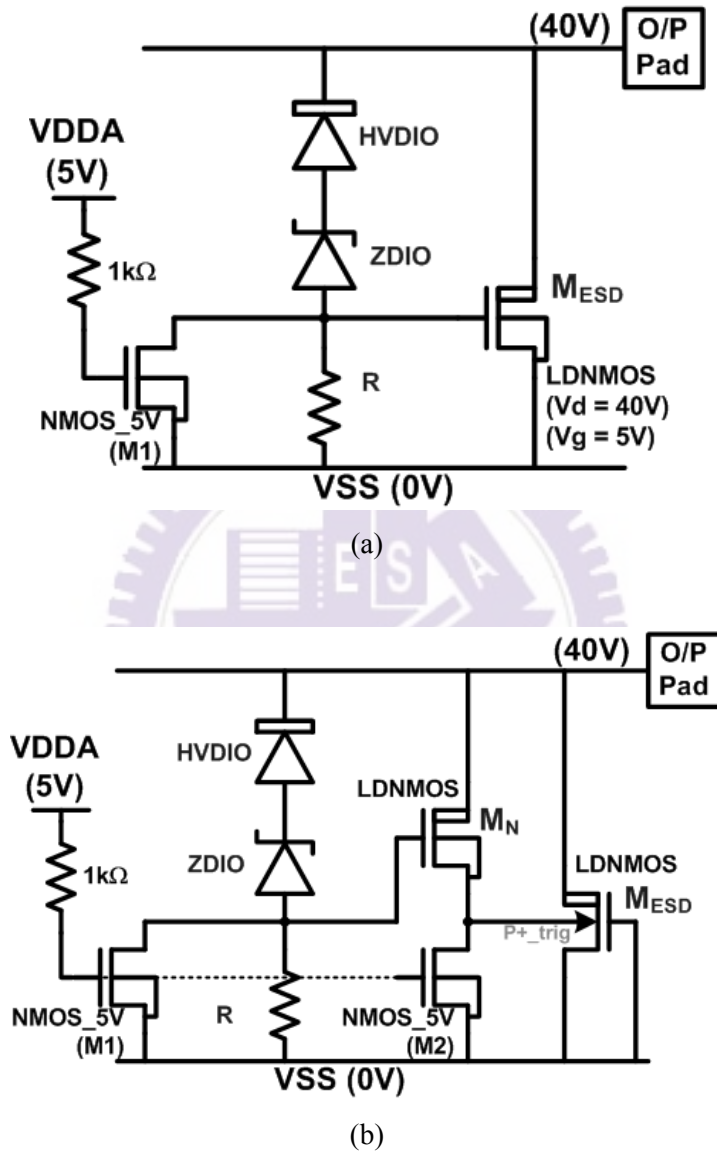 (40V)
O/P
Pad
VDDA
(5V)
HVDIO
ZDIO
1kΩ
MESD
R
LDNMOS
(Vd = 40V)
(Vg = 5V)
NMOS_5V
(M1)
VSS (0V)
(a)
E S A
(40V)
O/P
Pad
VDDA
(5V)
HVDIO
LDNMOS
MN
ZDIO
LDNMOS
MESD
1kΩ
P+_trig
NMOS_5V
(M1)
R
NMOS_5V
(M2)
VSS (0V)
(b)